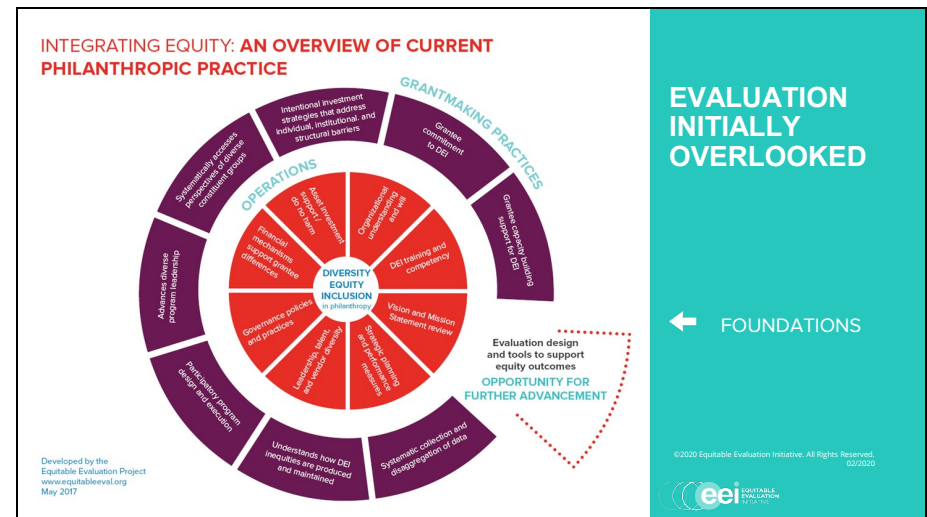 INTEGRATING EQUITY: AN OVERVIEW OF CURRENT
PHILANTHROPIC PRACTICE
GRANTMAKING PRACTICES
Intentional investment
strategies that address
individual, institutional. and
structural barriers
Grantee
commitment
to DEI
Grantee capacity building
support for DEI
Systematically accesses
perspectives of diverse
constituent groups
Advances diverse
program leadership
Participatory program
design and execution
Understands how DEI
inequities are produced
and maintained
Systematic collection and
disaggregation of data
OPERATIONS
Asset investment
support /
do no harm
Organizational
understanding
and will
DEI training and
competency
Vision and Mission
Statement review
Strategic planning
and performance
measures
Leadership, talent,
and vendor diversity
Governance policies
and practices
Financial
mechanisms
support grantee
differences
DIVERSITY
EQUITY
INCLUSION
in philanthropy
Evaluation design
and tools to support
equity outcomes
OPPORTUNITY FOR
FURTHER ADVANCEMENT
Developed by the
Equitable Evaluation Project
www.equitableeval.org
May 2017
EVALUATION
INITIALLY
OVERLOOKED
FOUNDATIONS
©2020 Equitable Evaluation Initiative. All Rights Reserved.
02/2020
eei
EQUITABLE
EVALUATION
INITIATIVE